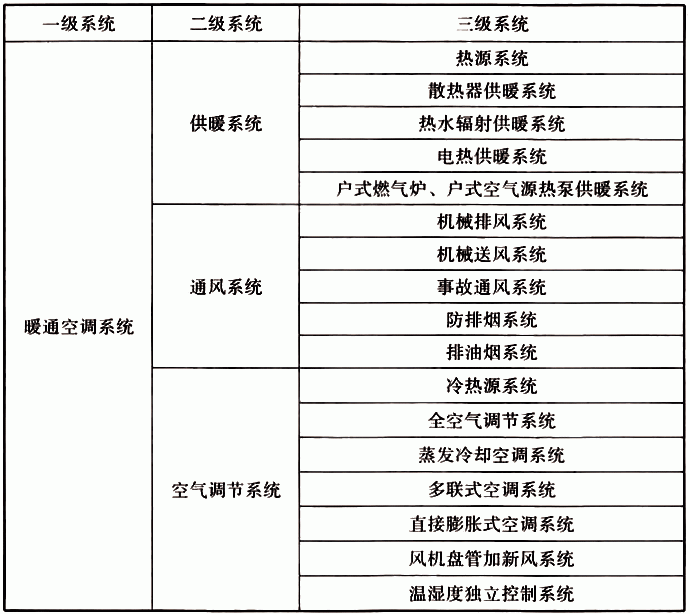 一级系统 二级系统 三级系统
热源系统
散热器供暖系统
供暖系统 热水辐射供暖系统
电热供暖系统
户式燃气炉、户式空气源热泵供暖系统
机械排风系统
机械送风系统
通风系统 事故通风系统
暖通空调系统 防排烟系统
排油烟系统
冷热源系统
全空气调节系统
蒸发冷却空调系统
空气调节系统 多联式空调系统
直接膨胀式空调系统
风机盘管加新风系统
温湿度独立控制系统